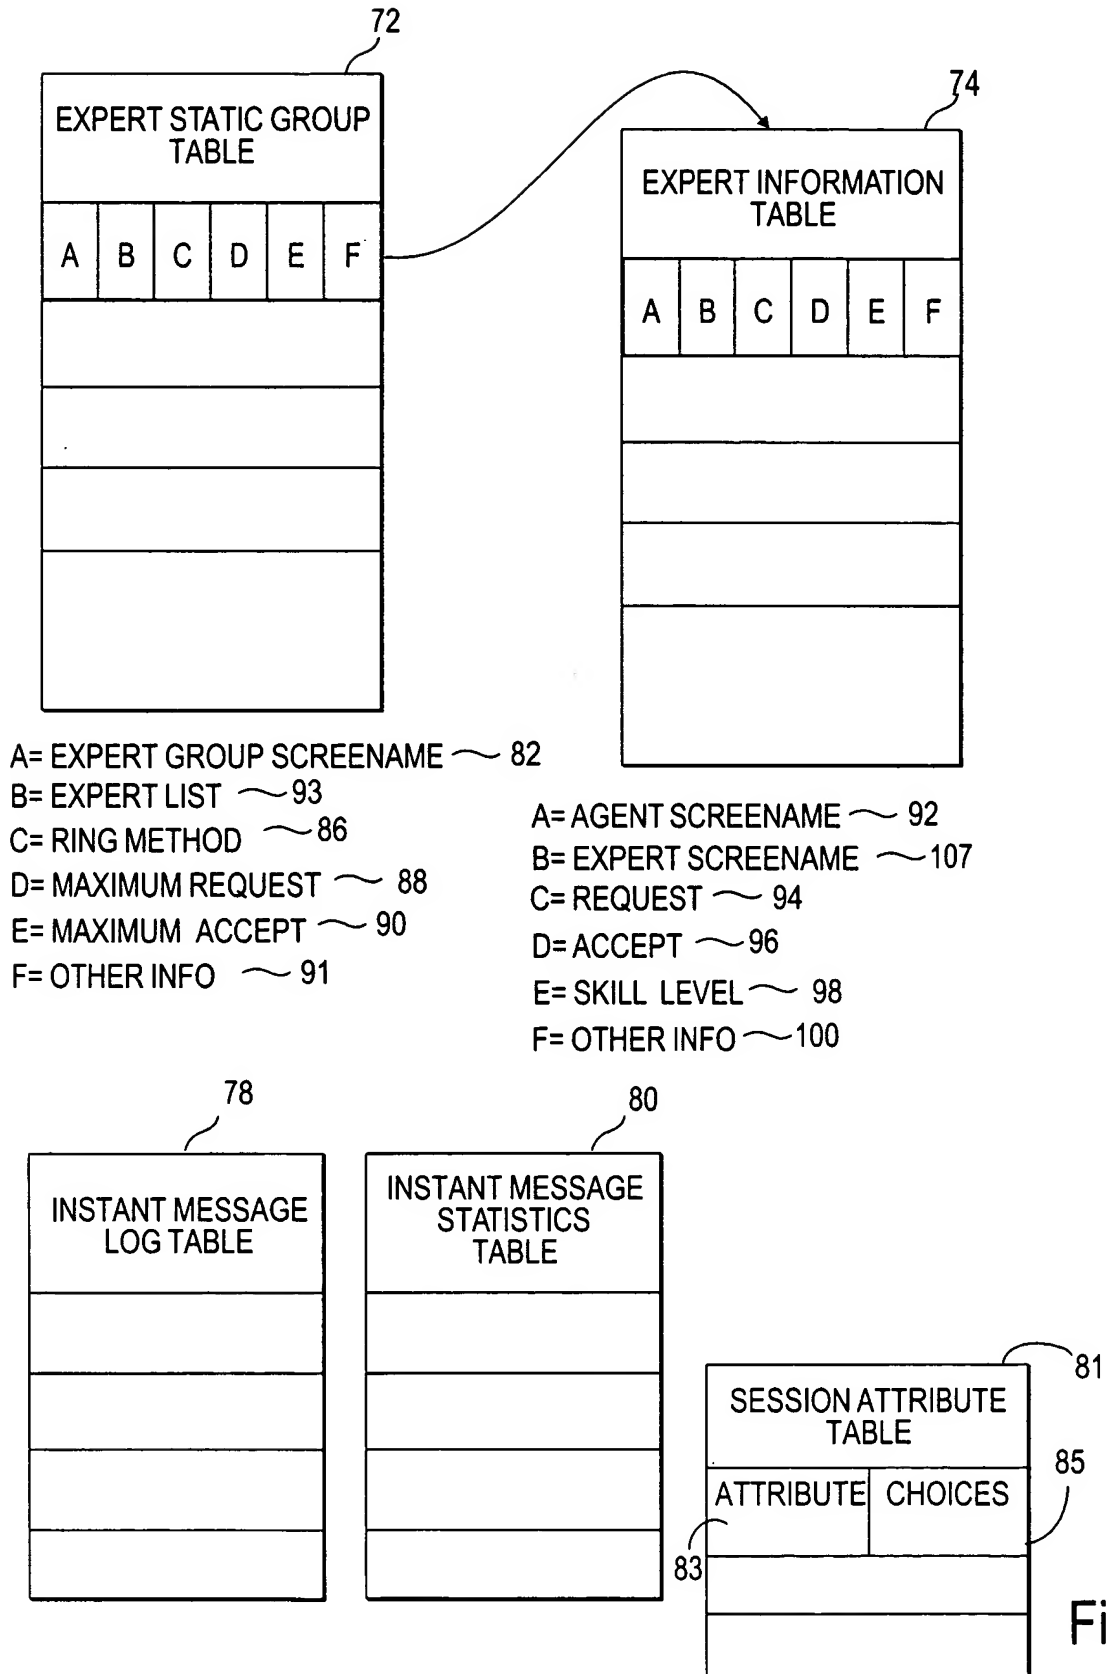 72
EXPERT STATIC GROUP
TABLE
A B C D E F
74
EXPERT INFORMATION
TABLE
A B C D E F
A= EXPERT GROUP SCREENAME 82
B= EXPERT LIST 93
C= RING METHOD 86
D= MAXIMUM REQUEST 88
E= MAXIMUM ACCEPT 90
F= OTHER INFO 91
A= AGENT SCREENAME 92
B= EXPERT SCREENAME 107
C= REQUEST 94
D= ACCEPT 96
E= SKILL LEVEL 98
F= OTHER INFO 100
78
INSTANT MESSAGE
LOG TABLE
80
INSTANT MESSAGE
STATISTICS
TABLE
81
SESSION ATTRIBUTE
TABLE
ATTRIBUTE CHOICES
85
83
Fi